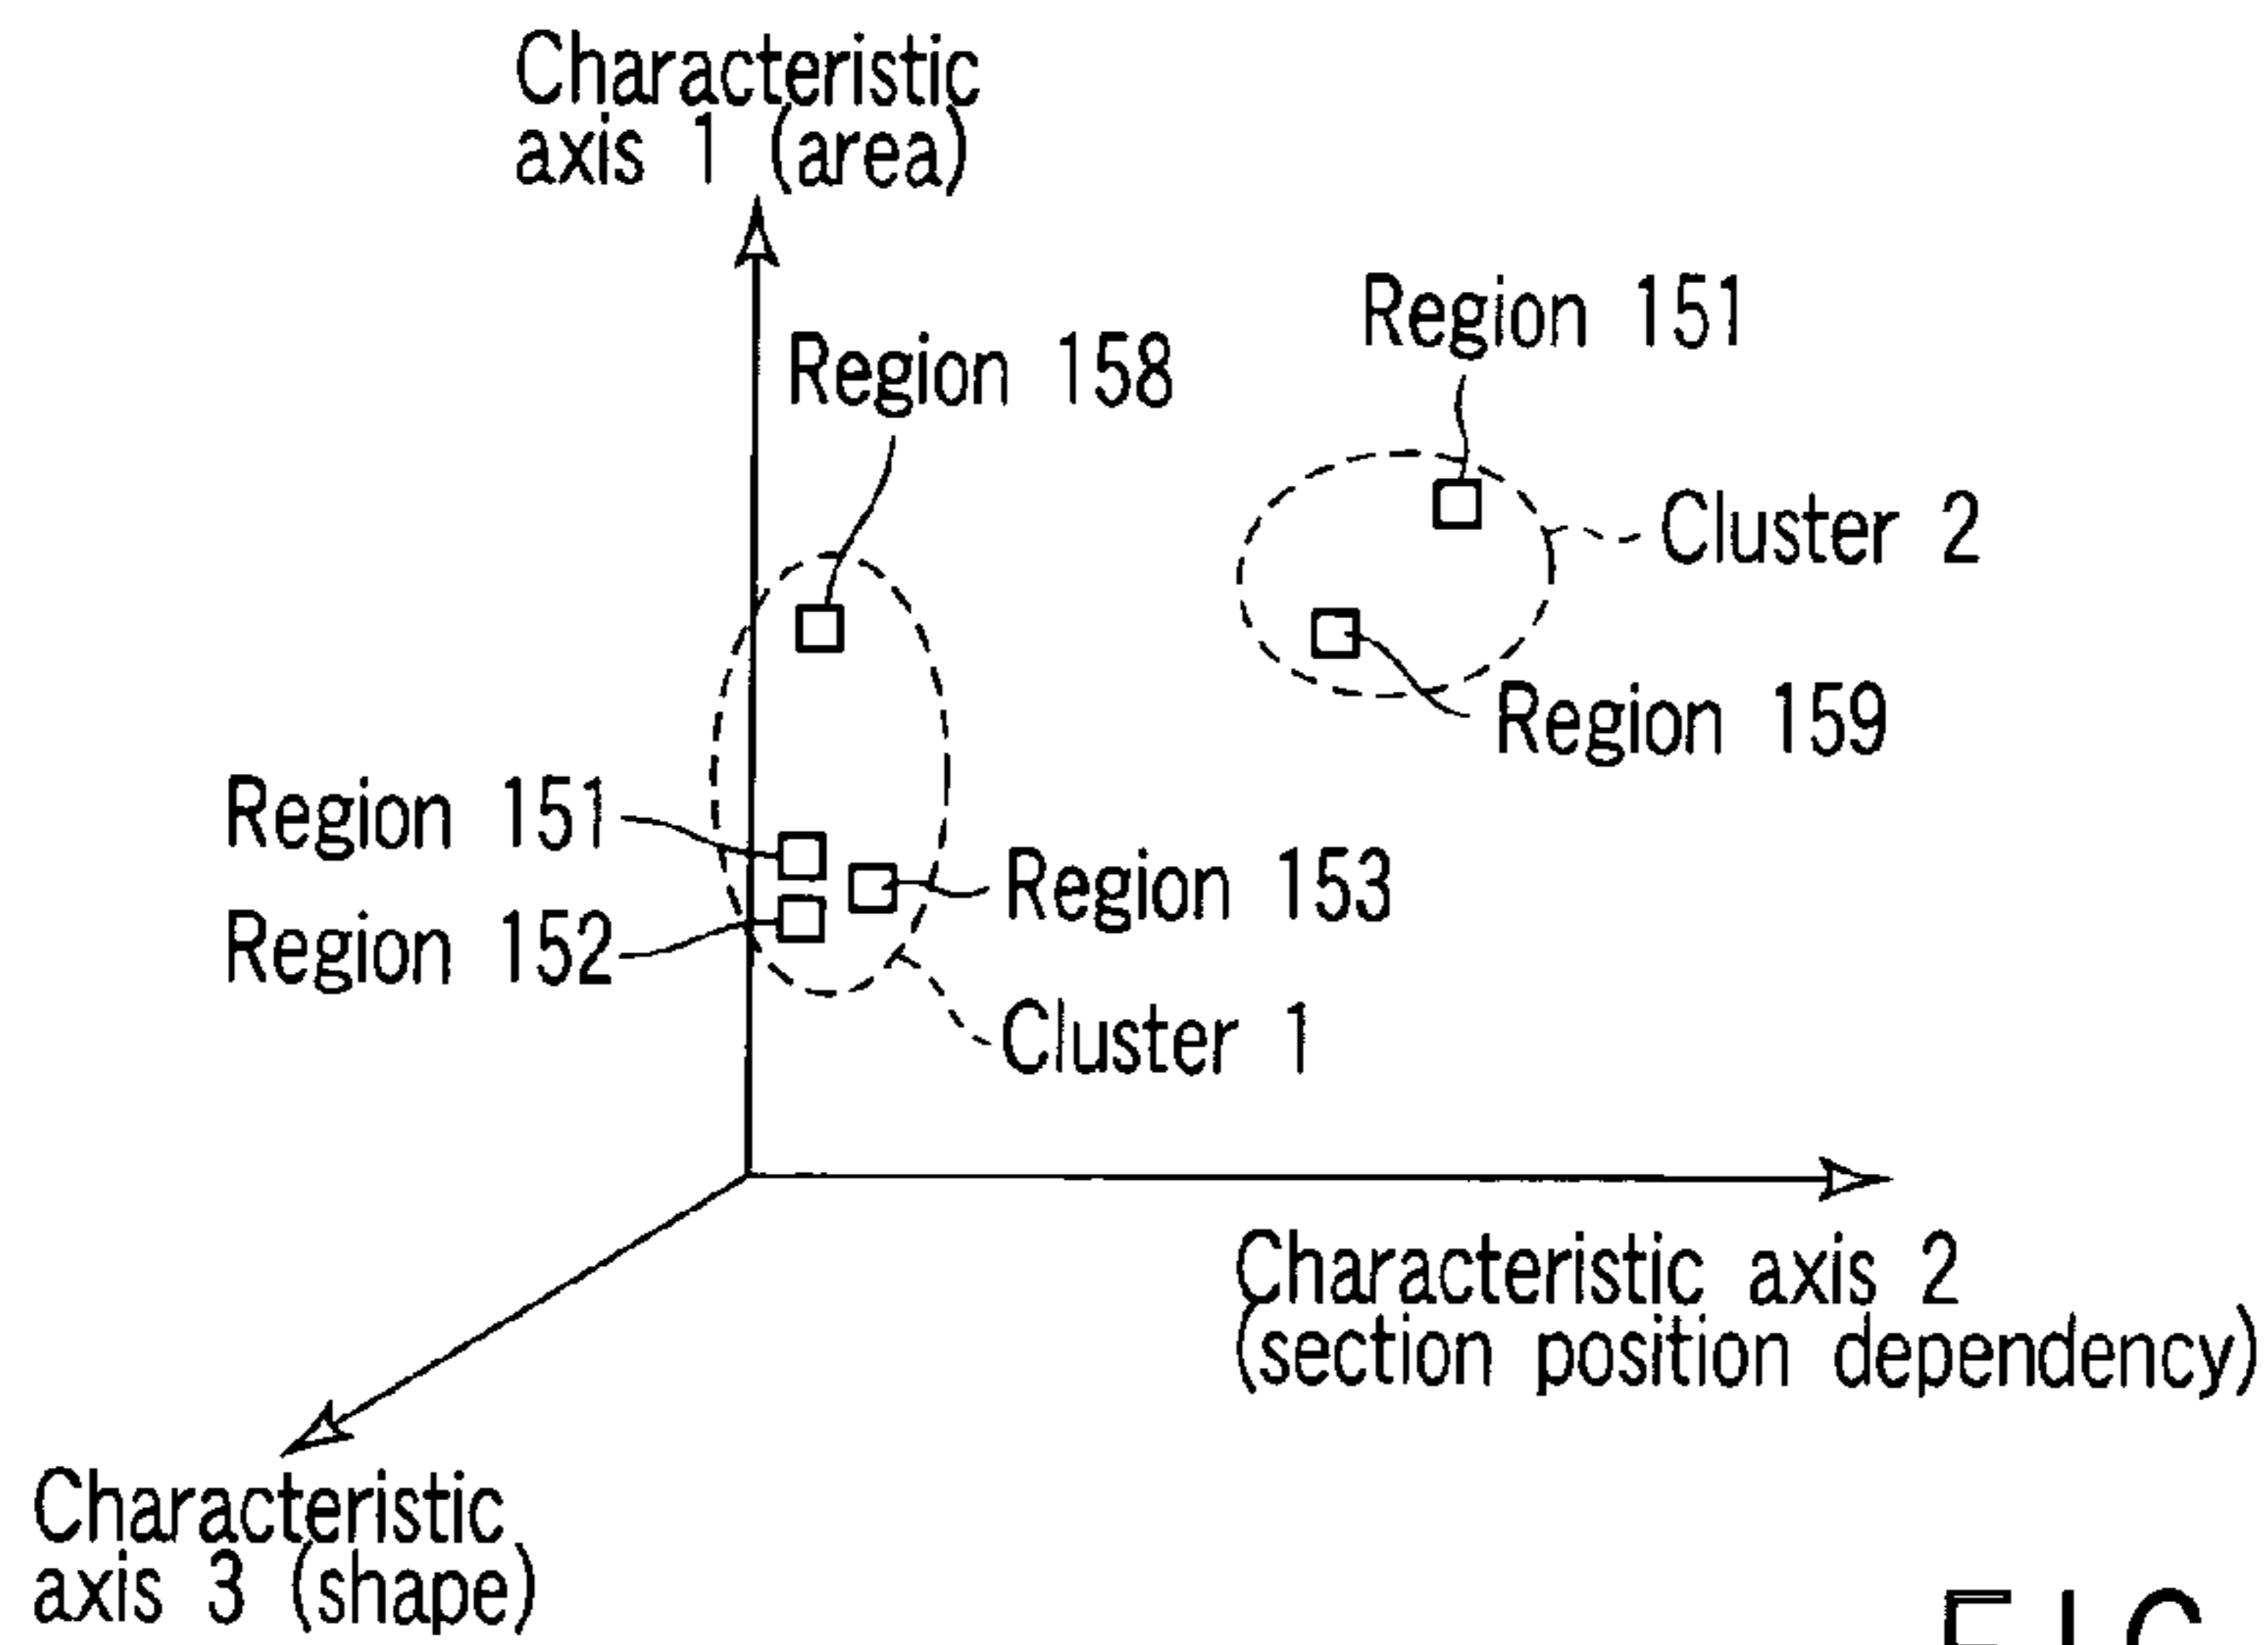 Characteristic
axis 1 (area)
Region 151
Region 158
Cluster 2
Region 159
Region 151
Region 153
Region 152
Cluster 1
Characteristic axis 2
(section position dependency)
Characteristic
axis 3 (shape)